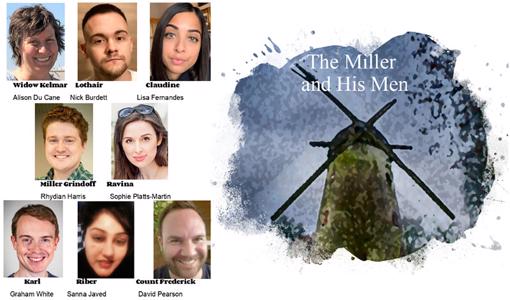 The Miller
and His Men
Widow Kelmar Lothair Claudine
Alison Du Cane Nick Burdett Lisa Fernandes
Miller Grindoff Ravina
Rhydian Harris Sophie Platts-Martin
Karl Riber Count Frederick
Graham White Sanna Javed David Pearson